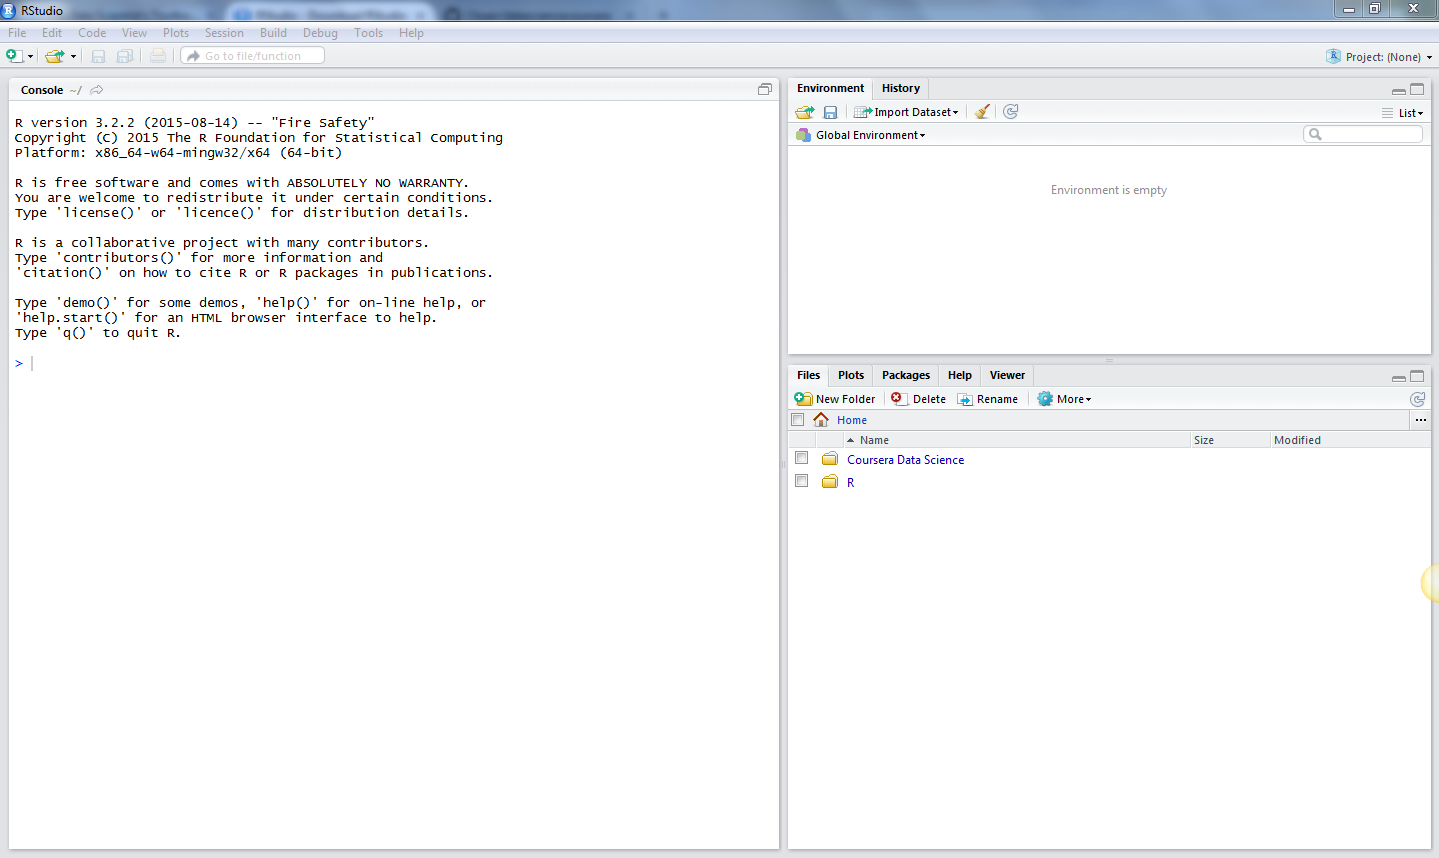 RStudio
File Edit Code View Plots Session Build Debug Tools Help
Go to file/function
Project: (None)
Console ~/
R version 3.2.2 (2015-08-14) -- "Fire Safety"
Copyright (C) 2015 The R Foundation for Statistical Computing
Platform: x86_64-w64-mingw32/x64 (64-bit)
R is free software and comes with ABSOLUTELY NO WARRANTY.
You are welcome to redistribute it under certain conditions.
Type 'license()' or 'licence()' for distribution details.
R is a collaborative project with many contributors.
Type 'contributors()' for more information and
'citation()' on how to cite R or R packages in publications.
Type 'demo()' for some demos, 'help()' for on-line help, or
'help.start()' for an HTML browser interface to help.
Type 'q()' to quit R.
>
Environment History
Import Dataset List
Global Environment
Environment is empty
Files Plots Packages Help Viewer
New Folder Delete Rename More
Home ...
Name Size Modified
Coursera Data Science
R